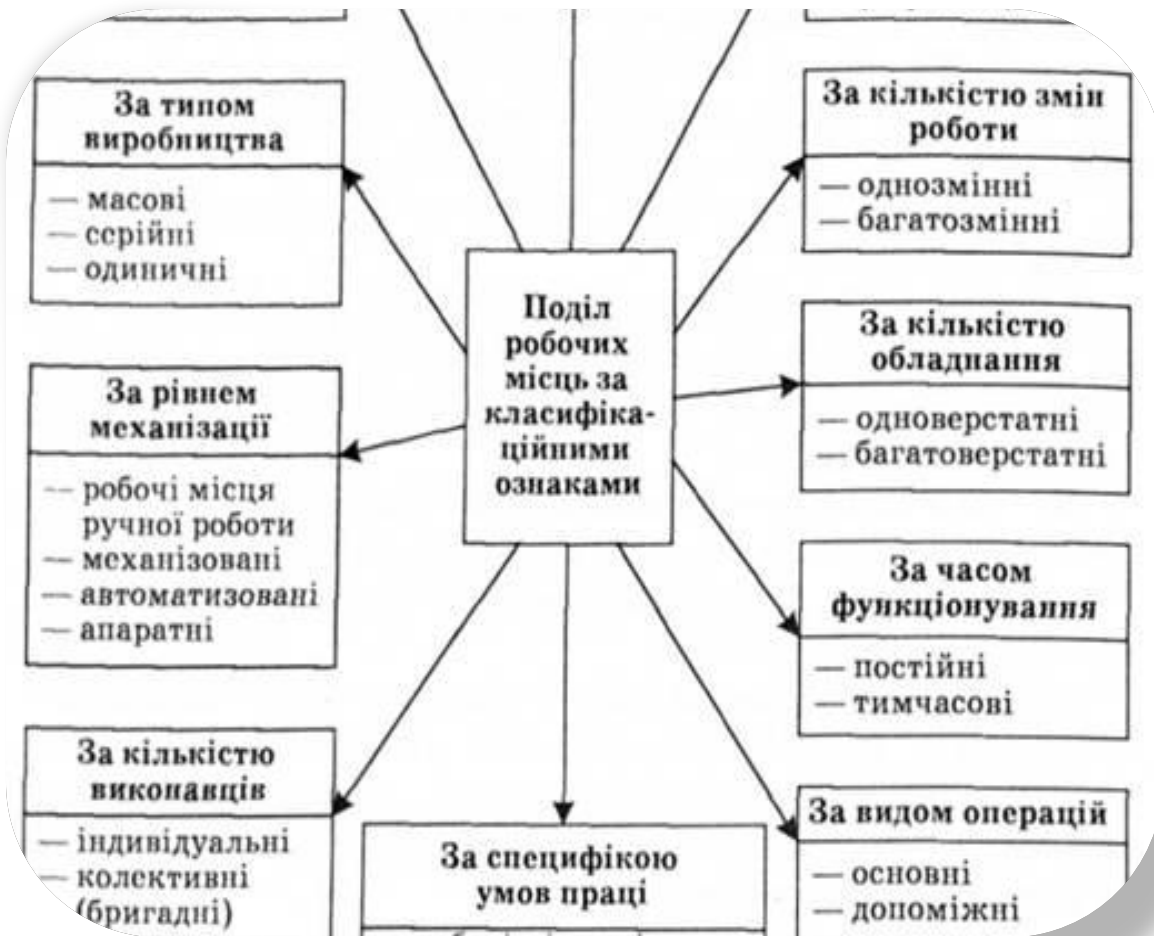 За типом
виробництва
— масові
— серійні
— одиничні
За рівнем
механізації
— робочі місця
ручної роботи
— механізовані
— автоматизовані
— апаратні
За кількістю
виконавців
— індивідуальні
— колективні
(бригадні)
Поділ
робочих
місць за
класифіка-
ційними
ознаками
За специфікою
умов праці
За кількістю змін
роботи
— однозмінні
— багатозмінні
За кількістю
обладнання
— одноверстатні
— багатоверстатні
За часом
функціонування
— постійні
— тимчасові
За видом операцій
— основні
— допоміжні